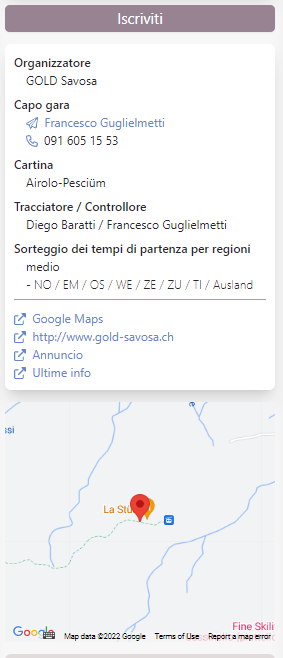 Iscriviti
Organizzatore
GOLD Savosa
Capo gara
Francesco Guglielmetti
091 605 15 53
Cartina
Airolo-Pesciüm
Tracciatore / Controllore
Diego Baratti / Francesco Guglielmetti
Sorteggio dei tempi di partenza per regioni
medio
- NO / EM / OS / WE / ZE / ZU / TI / Ausland
Google Maps
http://www.gold-savosa.ch
Annuncio
Ultime info
ssi
La Stü
Fine Skili
Google
Map data ©2022 Google
Terms of Use
Report a map error